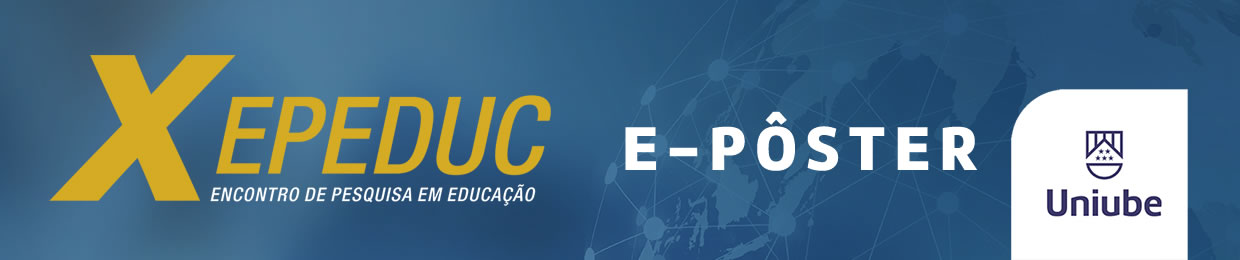 X EPEDUC
ENCONTRO DE PESQUISA EM EDUCAÇÃO
E-PÔSTER
Uniube